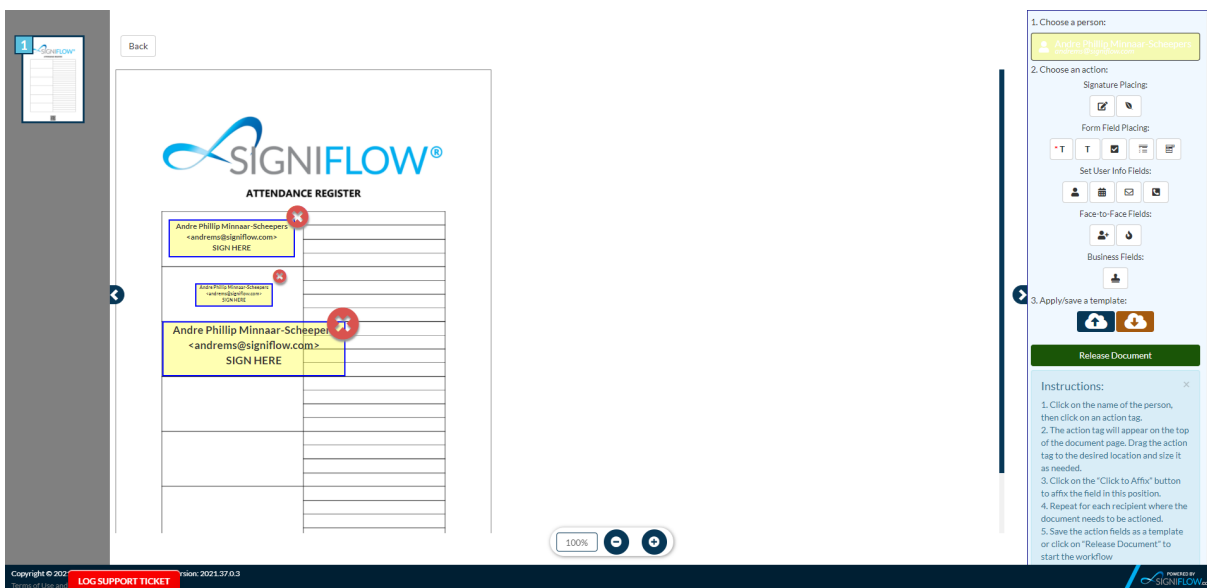 1
SIGNIFLOW®
ATTENDANCE REGISTER
Back
SIGNIFLOW®
ATTENDANCE REGISTER
Andre Phillip Minnaar-Scheepers
<andrems@signiflow.com>
SIGN HERE
Andre Phillip Minnaar-Scheepers
<andrems@signiflow.com>
SIGN HERE
Andre Phillip Minnaar-Scheeper
<andrems@signiflow.com>
SIGN HERE
100%
1. Choose a person:
Andre Phillip Minnaar-Scheepers
2. Choose an action:
Signature Placing:
Form Field Placing:
* T T
Set User Info Fields:
Face-to-Face Fields:
Business Fields:
3. Apply/save a template:
Release Document
Instructions:
1. Click on the name of the person,
then click on an action tag.
2. The action tag will appear on the top
of the document page. Drag the action
tag to the desired location and size it
as needed.
3. Click on the "Click to Affix" button
to affix the field in this position.
4. Repeat for each recipient where the
document needs to be actioned.
5. Save the action fields as a template
or click on "Release Document" to
start the workflow
Copyright © 202
rsion: 2021.37.0.3
Terms of Use and
LOG SUPPORT TICKET
POWERED BY
SIGNIFLOW.co